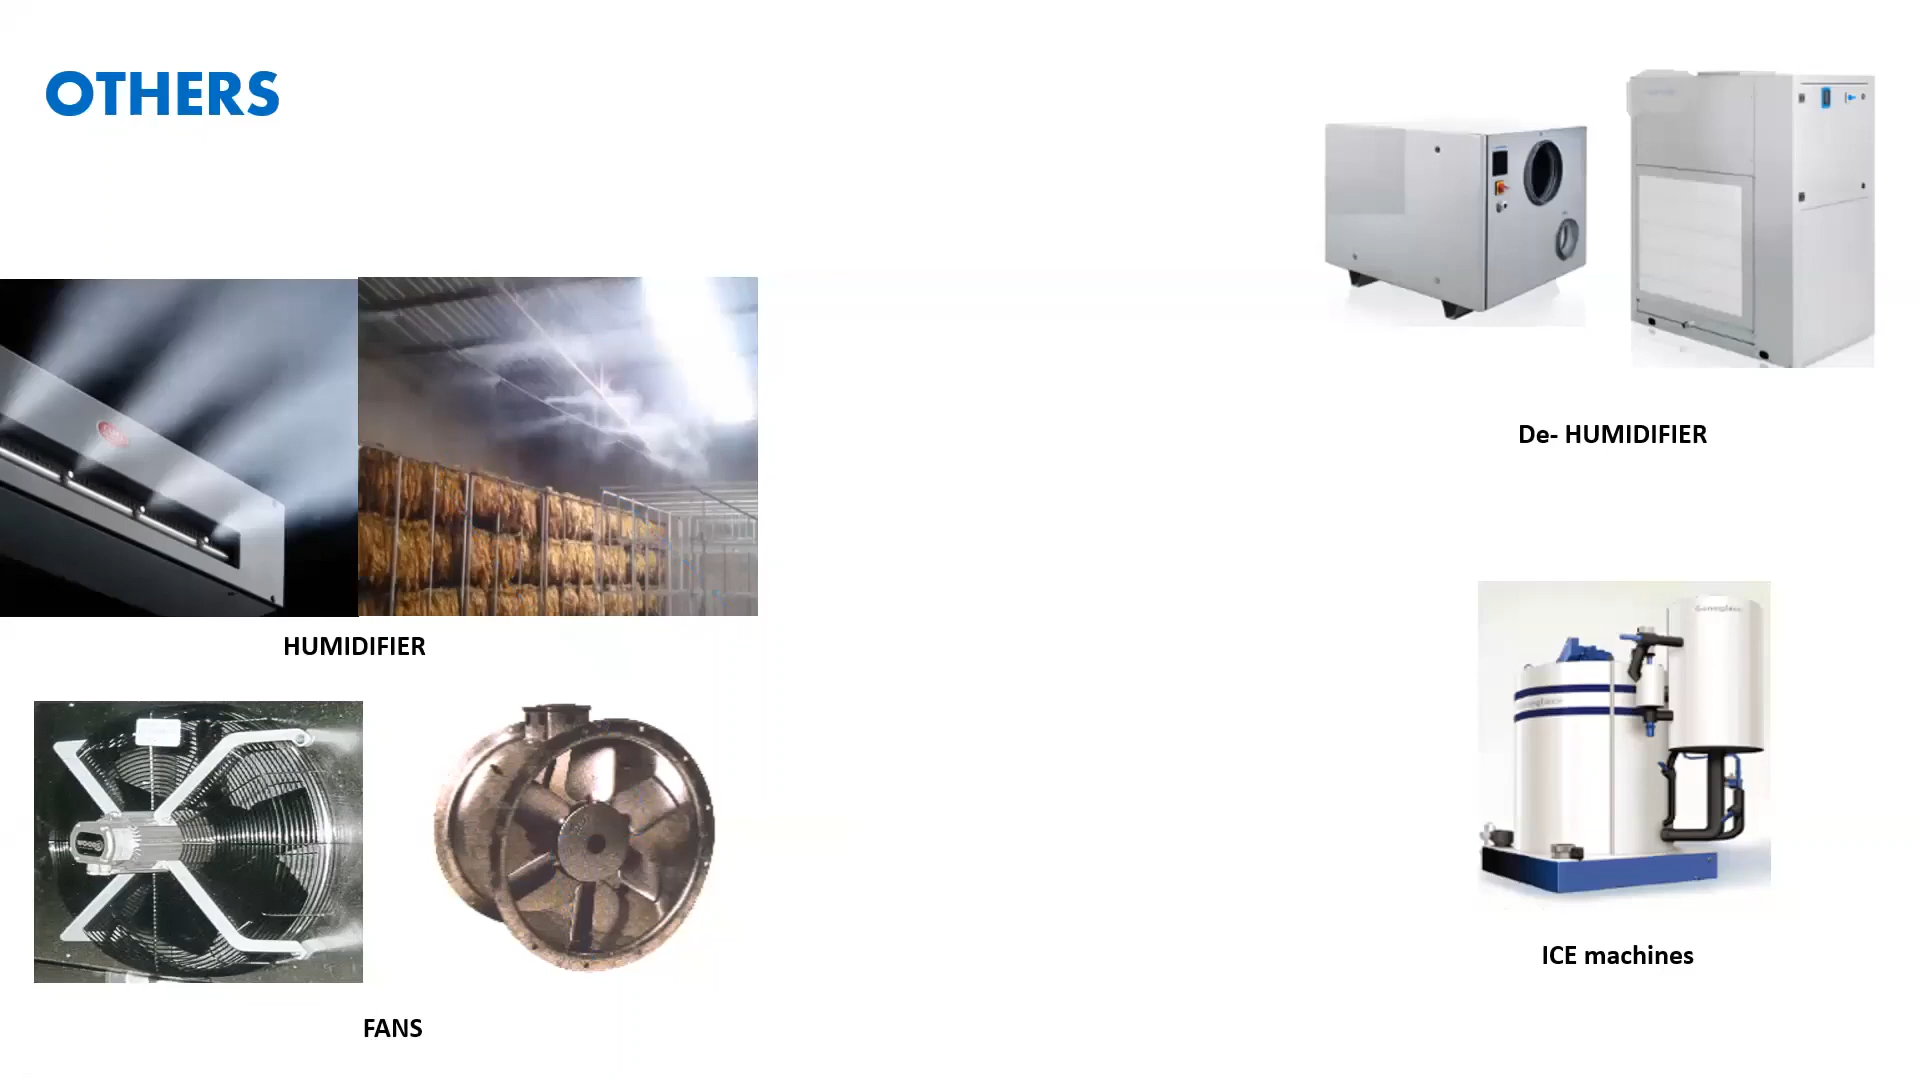 OTHERS
De- HUMIDIFIER
HUMIDIFIER
ICE machines
FANS